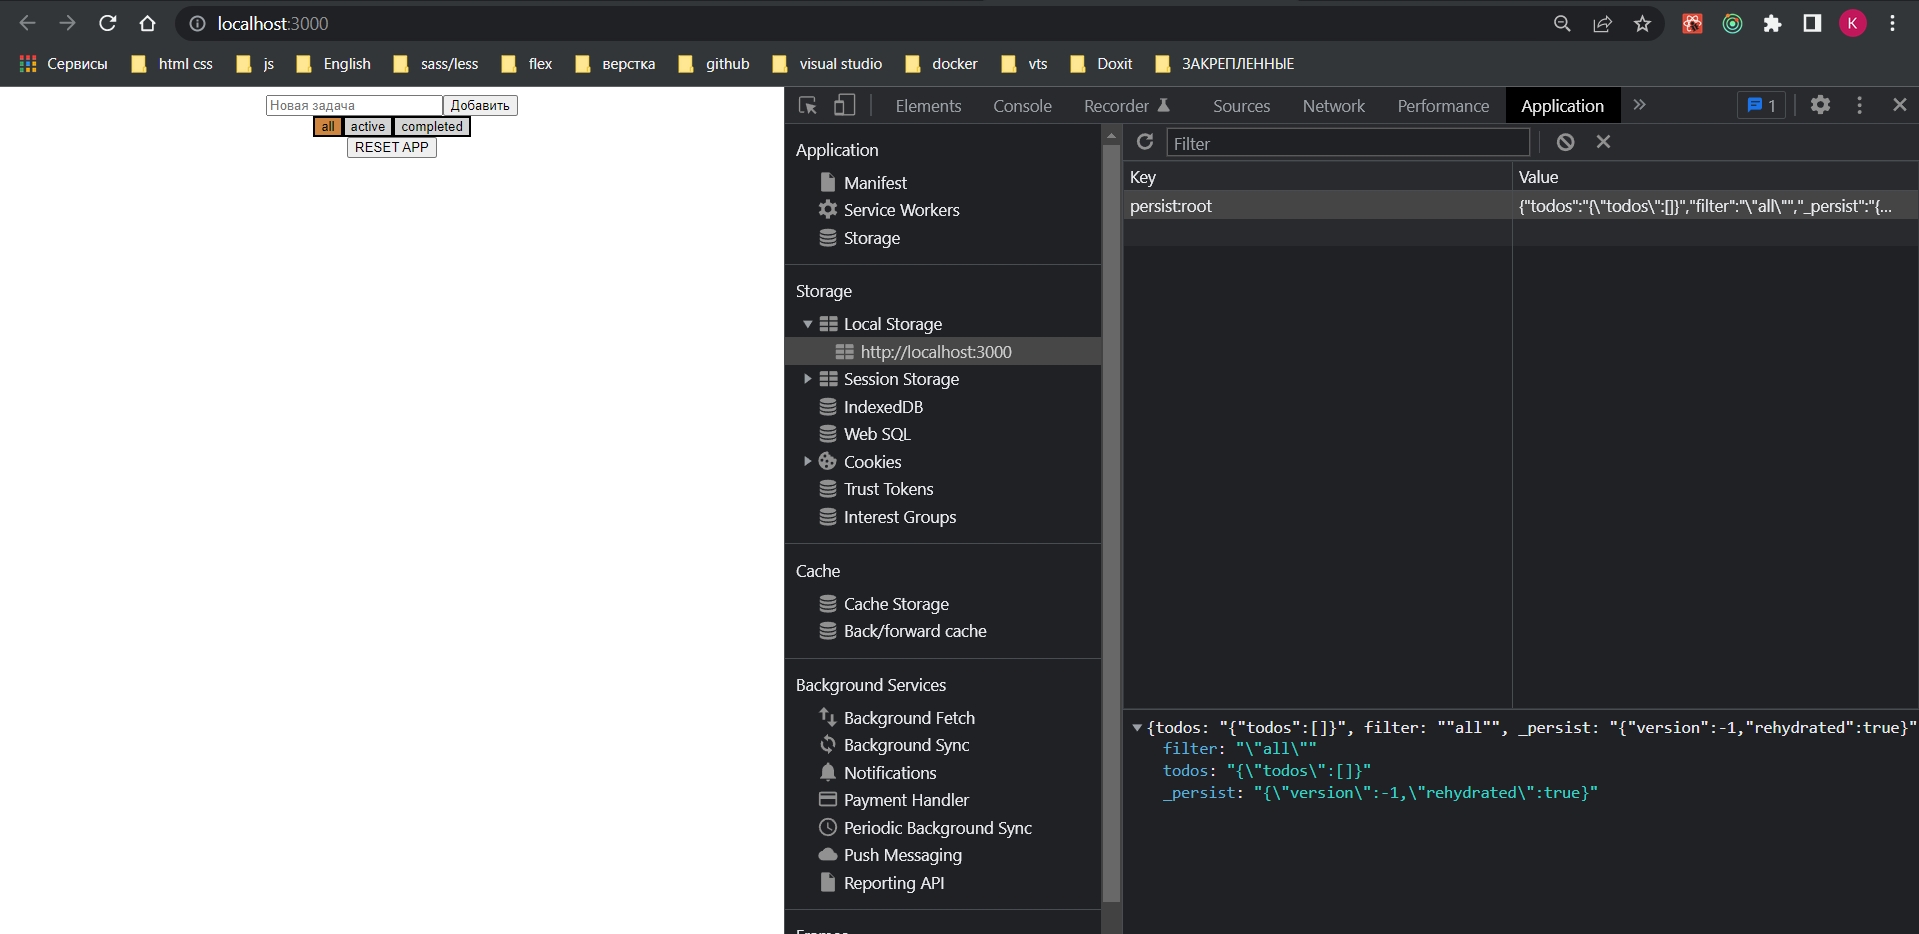 localhost:3000
K
Сервисы html css js English sass/less flex верстка github visual studio docker vts Doxit ЗАКРЕПЛЕННЫЕ
Новая задача Добавить
all active completed
RESET APP
Elements Console Recorder Sources Network Performance Application » 1
Application
Manifest
Service Workers
Storage
Storage
Local Storage
http://localhost:3000
Session Storage
IndexedDB
Web SQL
Cookies
Trust Tokens
Interest Groups
Cache
Cache Storage
Back/forward cache
Background Services
Background Fetch
Background Sync
Notifications
Payment Handler
Periodic Background Sync
Push Messaging
Reporting API
Filter
Key Value
persist:root {"todos":"{\"todos\":[]}","filter":"\"all\"","_persist":"{...
{todos: "{"todos":[]}", filter: ""all"", _persist: "{"version":-1,"rehydrated":true}"
filter: "\"all\""
todos: "{\"todos\":[]}"
_persist: "{\"version\":-1,\"rehydrated\":true}"